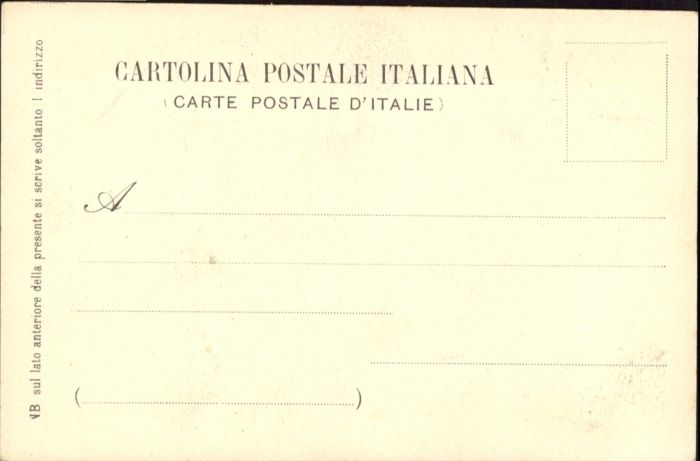 CARTOLINA POSTALE ITALIANA
(CARTE POSTALE D'ITALIE)
A
( )
NB sul lato anteriore della presente si scrive soltanto l indirizzo